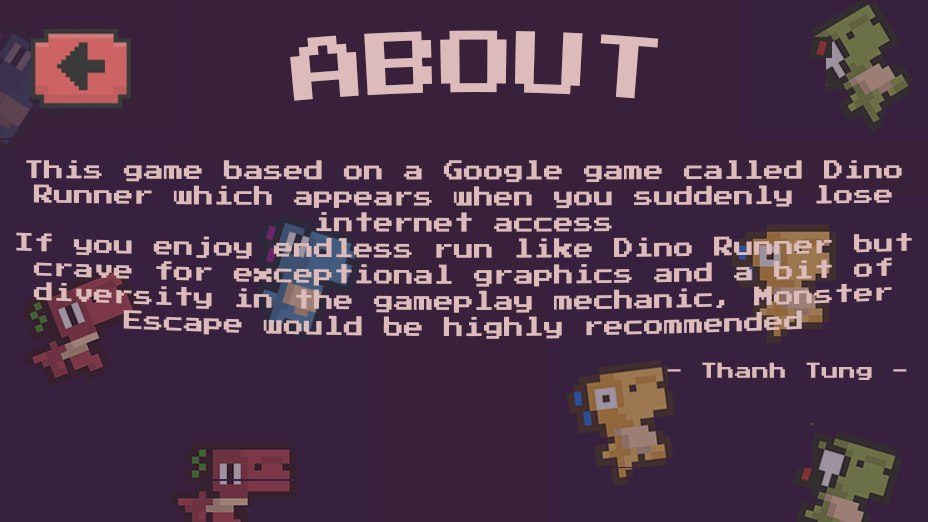 ABOUT
This game based on a Google game called Dino
Runner which appears when you suddenly lose
internet access
If you enjoy endless run like Dino Runner but
crave for exceptional graphics and a bit of
diversity in the gameplay mechanic, Monster
Escape would be highly recommended
- Thanh Tung -